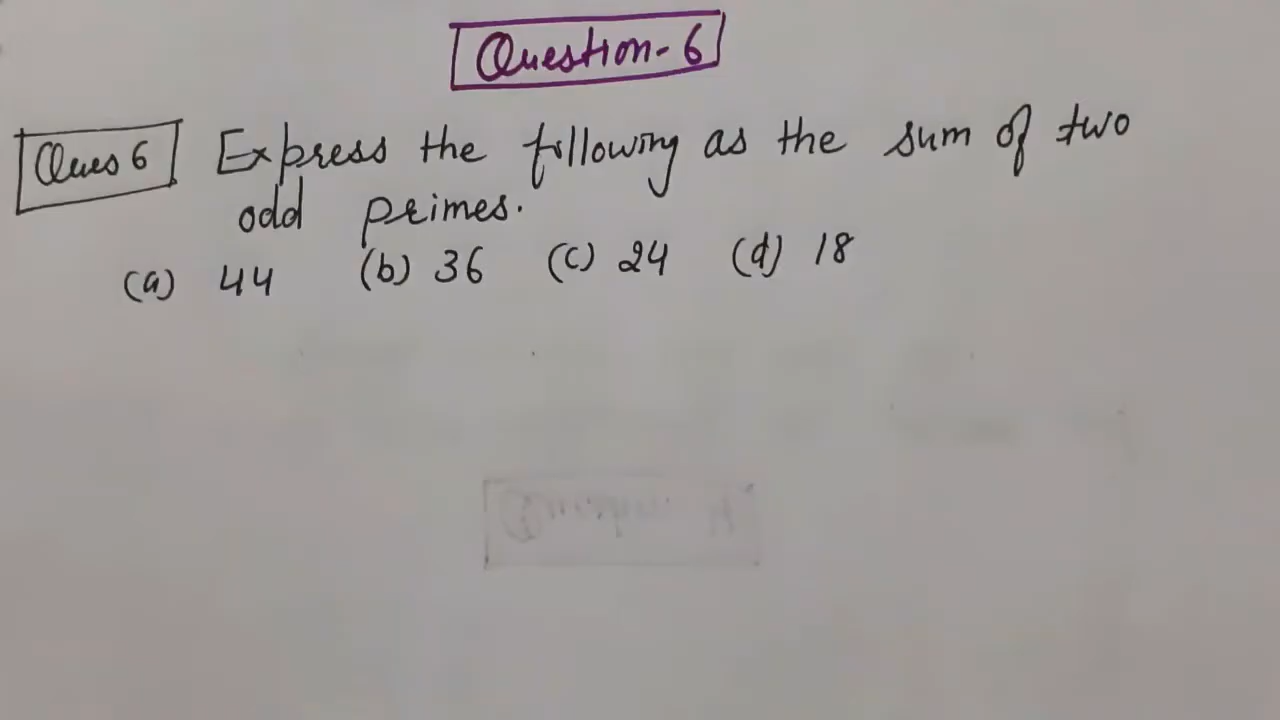 Question-6
Ques 6 Express the following as the sum of two
odd primes.
(a) 44 (b) 36 (c) 24 (d) 18